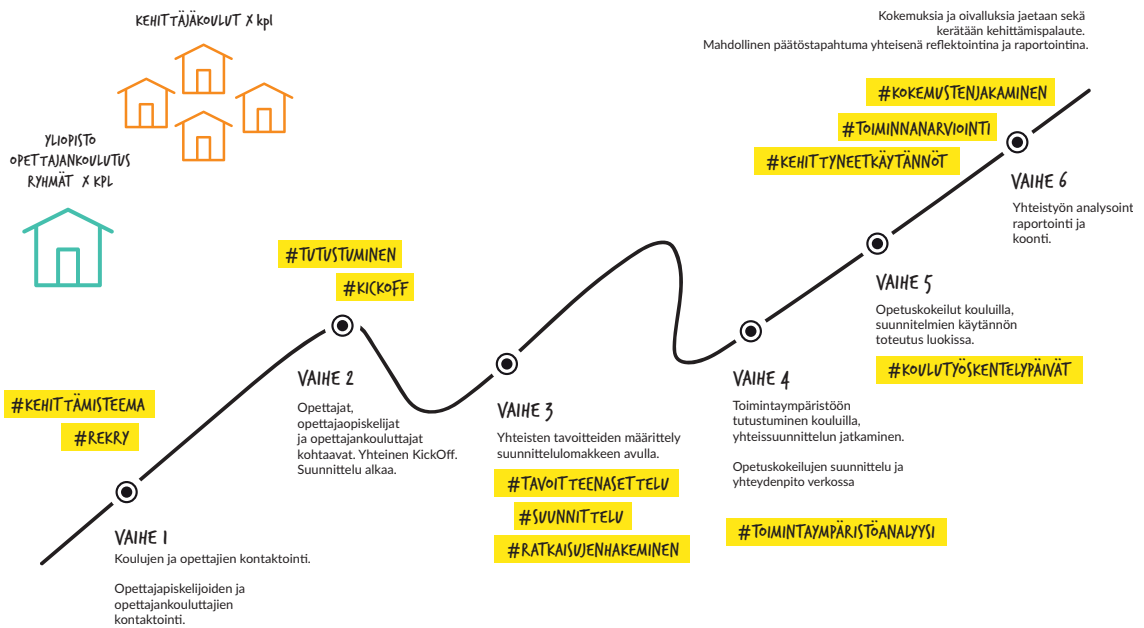 KEHITTÄJÄKOULUT X kpl
YLIOPISTO
OPETTAJANKOULUTUS
RYHMÄT X KPL
#KEHITTÄMISTEEMA
#REKRY
VAIHE 1
Koulujen ja opettajien kontaktointi.
Opettajapiskelijoiden ja
opettajankouluttajien
kontaktointi.
#TUTUSTUMINEN
#KICKOFF
VAIHE 2
Opettajat,
opettajaopiskelijat
ja opettajankouluttajat
kohtaavat. Yhteinen KickOff.
Suunnittelu alkaa.
VAIHE 3
Yhteisten tavoitteiden määrittely
suunnittelulomakkeen avulla.
#TAVOITTEENASETTELU
#SUUNNITTELU
#RATKAISUJENHAKEMINEN
VAIHE 4
Toimintaympäristöön
tutustuminen kouluilla,
yhteissuunnittelun jatkaminen.
Opetuskokeilujen suunnittelu ja
yhteydenpito verkossa
#TOIMINTAYMPÄRISTÖANALYYSI
VAIHE 5
Opetuskokeilut kouluilla,
suunnitelmien käytännön
toteutus luokissa.
#KOULUTYÖSKENTELYPÄIVÄT
Kokemuksia ja oivalluksia jaetaan sekä
kerätään kehittämispalaute.
Mahdollinen päätöstapahtuma yhteisenä reflektointina ja raportointina.
#KOKEMUSTENJAKAMINEN
#TOIMINNANARVIOINTI
#KEHITTYNEETKÄYTÄNNÖT
VAIHE 6
Yhteistyön analysoint
raportointi ja
koonti.